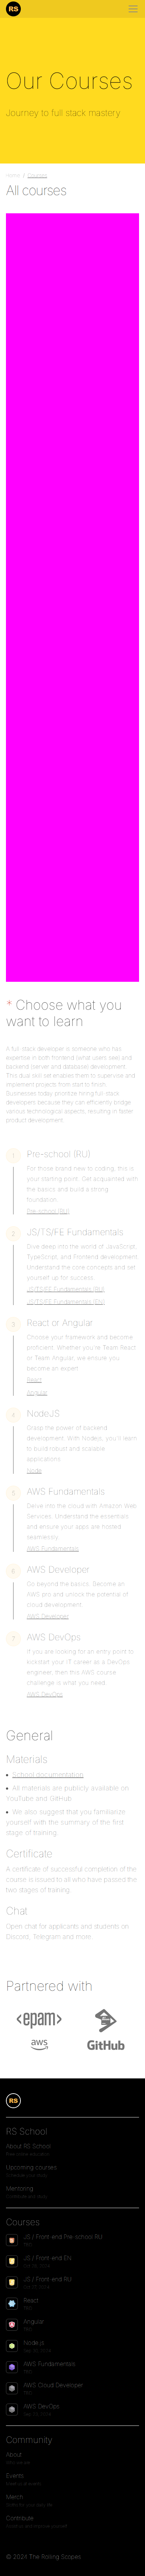 RS
Our Courses
Journey to full stack mastery
Home / Courses
All courses
* Choose what you
want to learn
A full stack developer is someone who has
expertise in both frontend (what users see) and
backend (server and database) development.
This dual skill set enables them to supervise and
implement projects from start to finish.
Businesses today prioritize hiring full-stack
developers because they can efficiently bridge
various technological aspects, resulting in faster
product development.
1
Pre-school (RU)
For those brand new to coding, this is
your starting point. Get acquainted with
the basics and build a strong
foundation.
Pre-school (RU)
2
JS/TS/FE Fundamentals
Dive deep into the world of JavaScript,
TypeScript, and Frontend development.
Understand the core concepts and get
yourself up for success.
JS/TS/FE Fundamentals (RU)
JS/TS/FE Fundamentals (EN)
3
React or Angular
Choose your framework and become
proficient. Whether you're Team React
or Team Angular, we ensure you
become an expert.
React
Angular
4
NodeJS
Grasp the power of backend
development. With NodeJs, you'll learn
to build robust and scalable
applications.
Node
5
AWS Fundamentals
Delve into the cloud with Amazon Web
Services. Understand the essentials
and ensure your apps are hosted
seamlessly.
AWS Fundamentals
6
AWS Developer
Go beyond the basics. Become an
AWS pro and unlock the potential of
cloud development.
AWS Developer
7
AWS DevOps
If you are looking for an entry point to
kickstart your IT career as a DevOps
engineer, then this AWS course
challenge is what you need.
AWS DevOps
General
Materials
• School documentation
• All materials are publicly available on
YouTube and GitHub.
• We also suggest that you familiarize
yourself with the summary of the first
stage of training
Certificate
A certificate of successful completion of the
course is issued to all who have passed the
two stages of training.
Chat
Open chat for applicants and students on
Discord, Telegram and more.
Partnered with
<epam>
aws
GitHub
RS
RS School
About RS School
Upcoming courses
Mentoring
Courses
JS / Front-end Pre-school RU
JS / Front-end EN
JS / Front-end RU
React
Angular
Node.js
AWS Fundamentals
AWS Cloud Developer
AWS DevOps
Community
About
Events
Merch
Contribute
© 2024 The Rolling Scopes